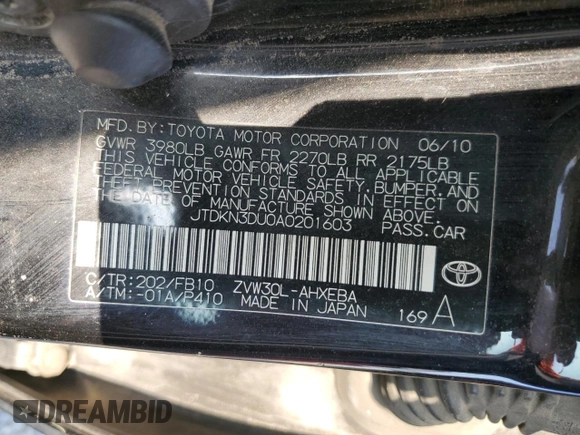 MFD. BY: TOYOTA MOTOR CORPORATION 06/10
GVWR 3980LB GAWR FR 2270LB RR 2175LB
THIS VEHICLE CONFORMS TO ALL APPLICABLE
FEDERAL MOTOR VEHICLE SAFETY, BUMPER, AND
THEFT PREVENTION STANDARDS IN EFFECT ON
THE DATE OF MANUFACTURE SHOWN ABOVE.
JTDKN3DU0A0201603 PASS. CAR
C/TR: 202/FB10 ZVW30L-AHXEBA
A/TM: -01A/P410 MADE IN JAPAN
169 A
TOYOTA
DREAMBID